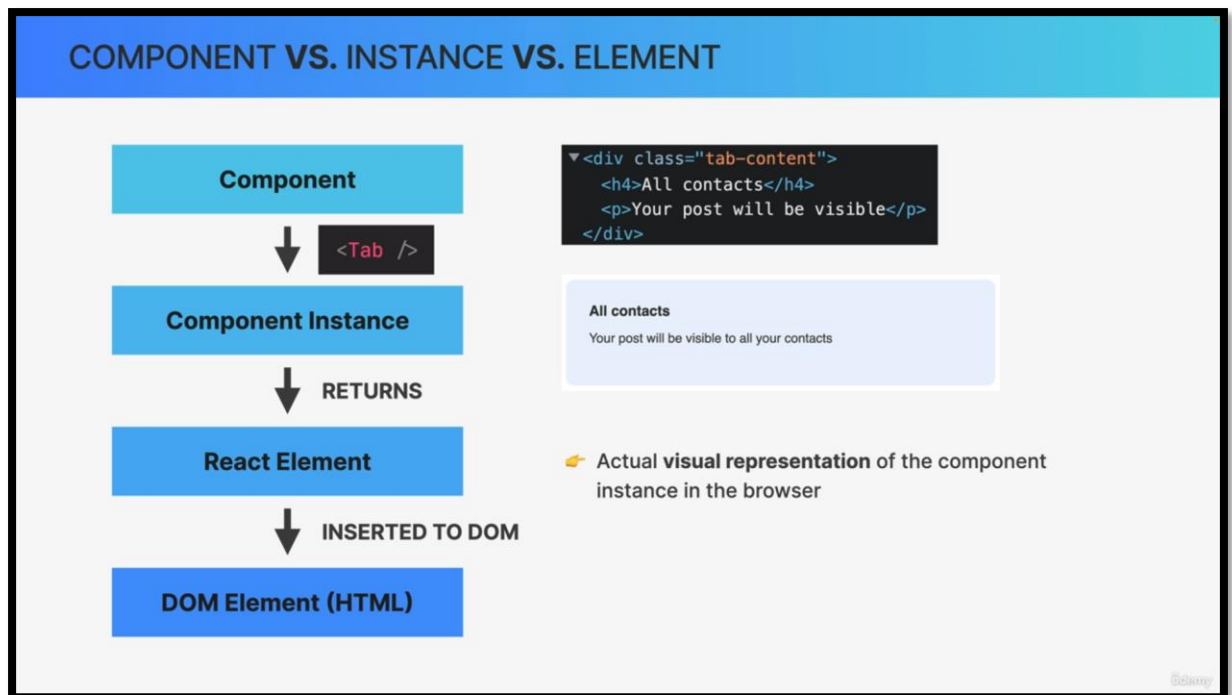 COMPONENT VS. INSTANCE VS. ELEMENT
Component
<Tab />
Component Instance
RETURNS
React Element
INSERTED TO DOM
DOM Element (HTML)
<div class="tab-content">
<h4>All contacts</h4>
<p>Your post will be visible</p>
</div>
All contacts
Your post will be visible to all your contacts
👉 Actual visual representation of the component
instance in the browser
Udemy